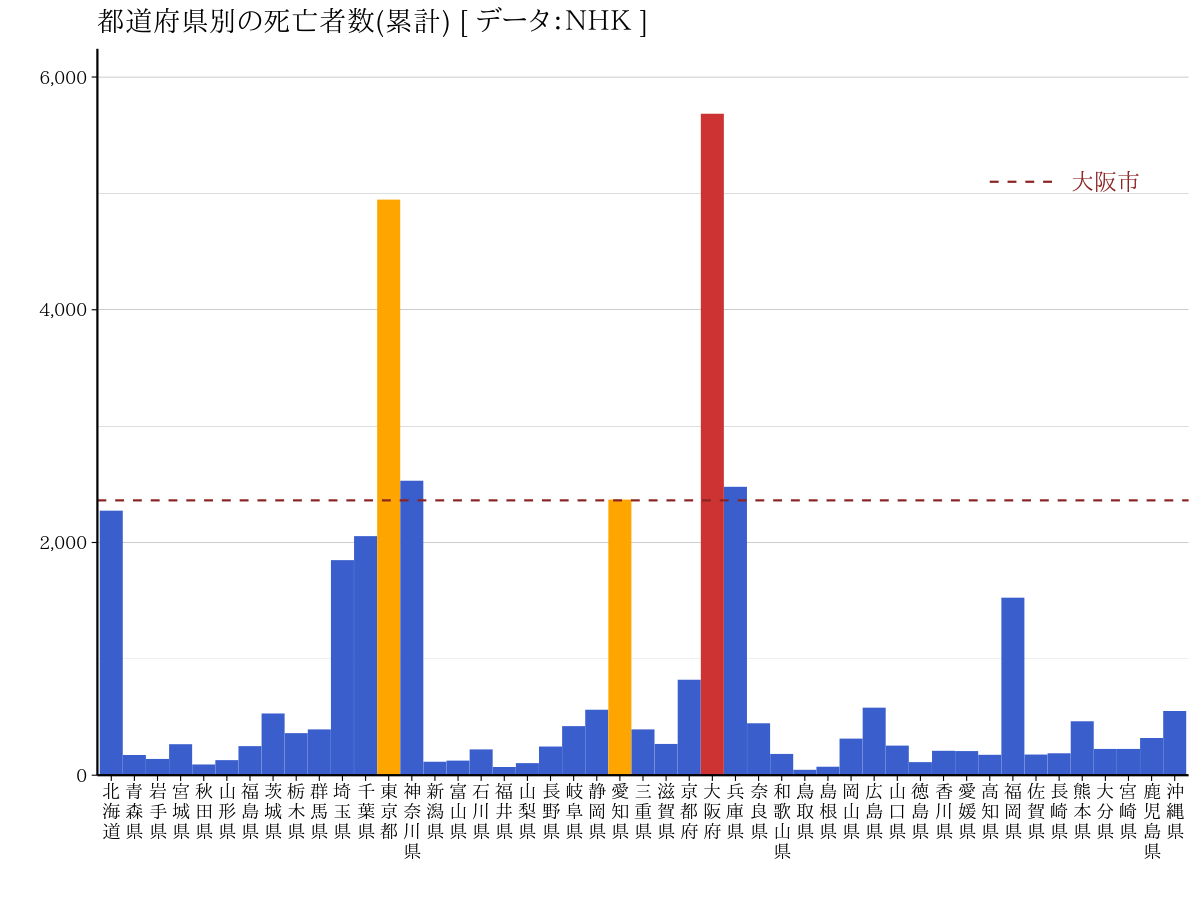 都道府県別の死亡者数(累計) [ データ:NHK ]
6,000
大阪市
4,000
2,000
0
北海道
青森県
岩手県
宮城県
秋田県
山形県
福島県
茨城県
栃木県
群馬県
埼玉県
千葉県
東京都
神奈川県
新潟県
富山県
石川県
福井県
山梨県
長野県
岐阜県
静岡県
愛知県
三重県
滋賀県
京都府
大阪府
兵庫県
奈良県
和歌山県
鳥取県
島根県
岡山県
広島県
山口県
徳島県
香川県
愛媛県
高知県
福岡県
佐賀県
長崎県
熊本県
大分県
宮崎県
鹿児島県
沖縄県